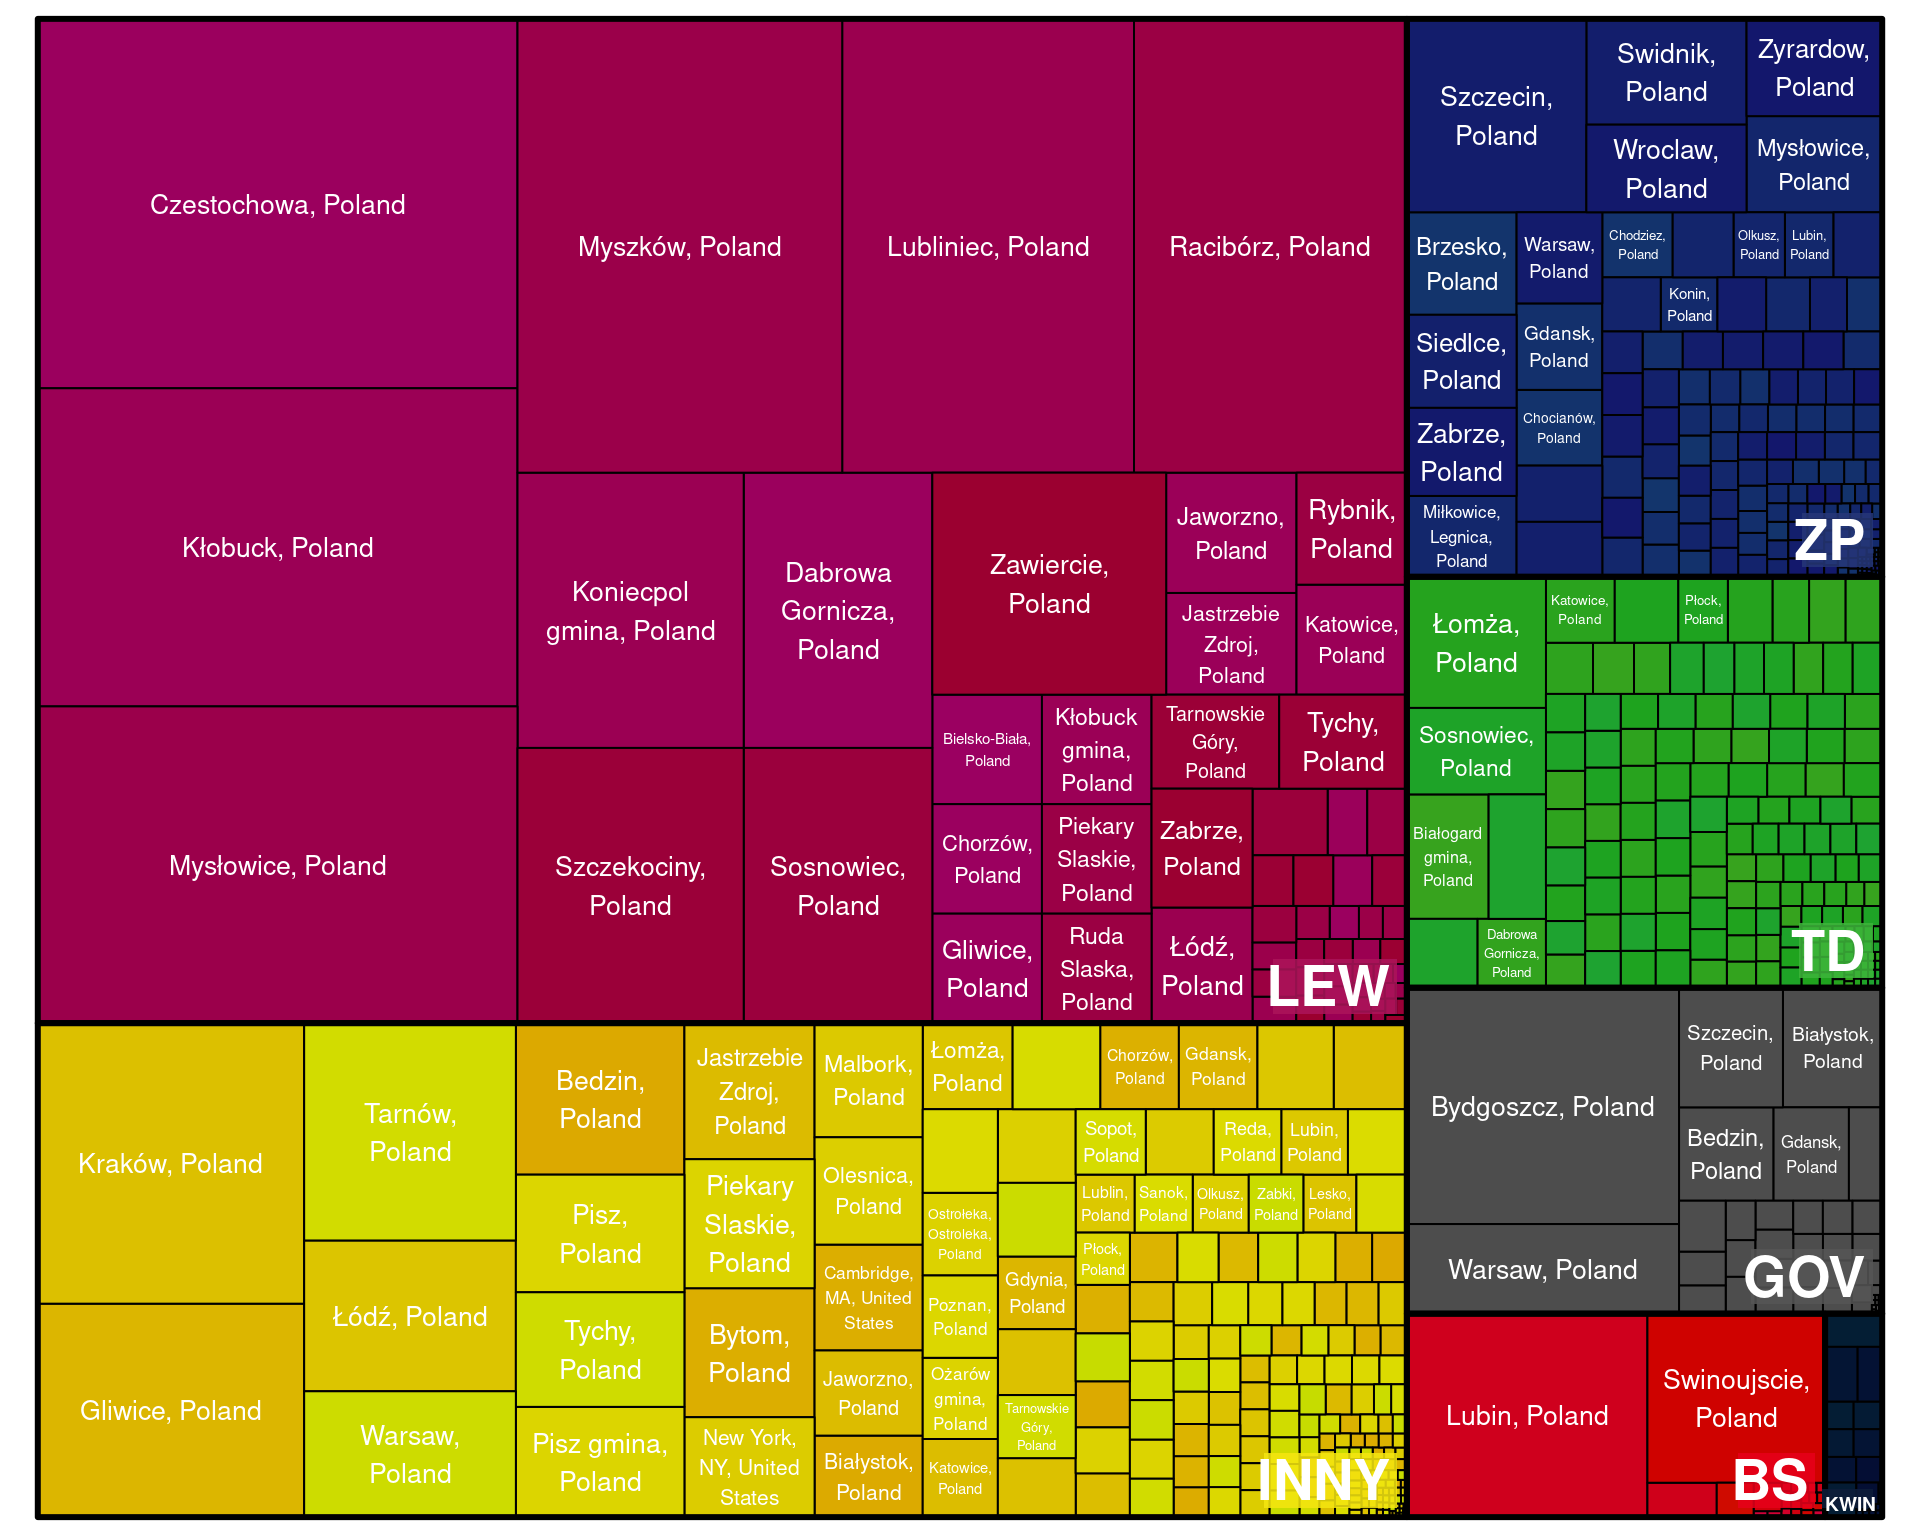 Czestochowa, Poland
Kłobuck, Poland
Mysłowice, Poland
Myszków, Poland
Lubliniec, Poland
Racibórz, Poland
Koniecpol
gmina, Poland
Dabrowa
Gornicza,
Poland
Szczekociny,
Poland
Sosnowiec,
Poland
Zawiercie,
Poland
Jaworzno,
Poland
Rybnik,
Poland
Jastrzebie
Zdroj,
Poland
Katowice,
Poland
Bielsko-Biała,
Poland
Kłobuck
gmina,
Poland
Tarnowskie
Góry,
Poland
Tychy,
Poland
Chorzów,
Poland
Piekary
Slaskie,
Poland
Zabrze,
Poland
Gliwice,
Poland
Ruda
Slaska,
Poland
Łódź,
Poland
LEW
Szczecin,
Poland
Swidnik,
Poland
Zyrardow,
Poland
Wroclaw,
Poland
Mysłowice,
Poland
Brzesko,
Poland
Warsaw,
Poland
Chodziez,
Poland
Olkusz,
Poland
Lubin,
Poland
Konin,
Poland
Siedlce,
Poland
Gdansk,
Poland
Zabrze,
Poland
Chocianów,
Poland
Miłkowice,
Legnica,
Poland
ZP
Łomża,
Poland
Katowice,
Poland
Płock,
Poland
Sosnowiec,
Poland
Białogard
gmina,
Poland
Dabrowa
Gornicza,
Poland
TD
Bydgoszcz, Poland
Warsaw, Poland
Szczecin,
Poland
Białystok,
Poland
Bedzin,
Poland
Gdansk,
Poland
GOV
Lubin, Poland
Swinoujscie,
Poland
BS
KWIN
Kraków, Poland
Gliwice, Poland
Tarnów,
Poland
Łódź, Poland
Warsaw,
Poland
Bedzin,
Poland
Pisz,
Poland
Tychy,
Poland
Pisz gmina,
Poland
Jastrzebie
Zdroj,
Poland
Piekary
Slaskie,
Poland
Bytom,
Poland
New York,
NY, United
States
Malbork,
Poland
Olesnica,
Poland
Cambridge,
MA, United
States
Jaworzno,
Poland
Białystok,
Poland
Łomża,
Poland
Chorzów,
Poland
Gdansk,
Poland
Ostrołeka,
Ostroleka,
Poland
Poznan,
Poland
Ożarów
gmina,
Poland
Katowice,
Poland
Gdynia,
Poland
Tarnowskie
Góry,
Poland
Sopot,
Poland
Reda,
Poland
Lubin,
Poland
Lublin,
Poland
Sanok,
Poland
Olkusz,
Poland
Zabki,
Poland
Lesko,
Poland
Płock,
Poland
INNY